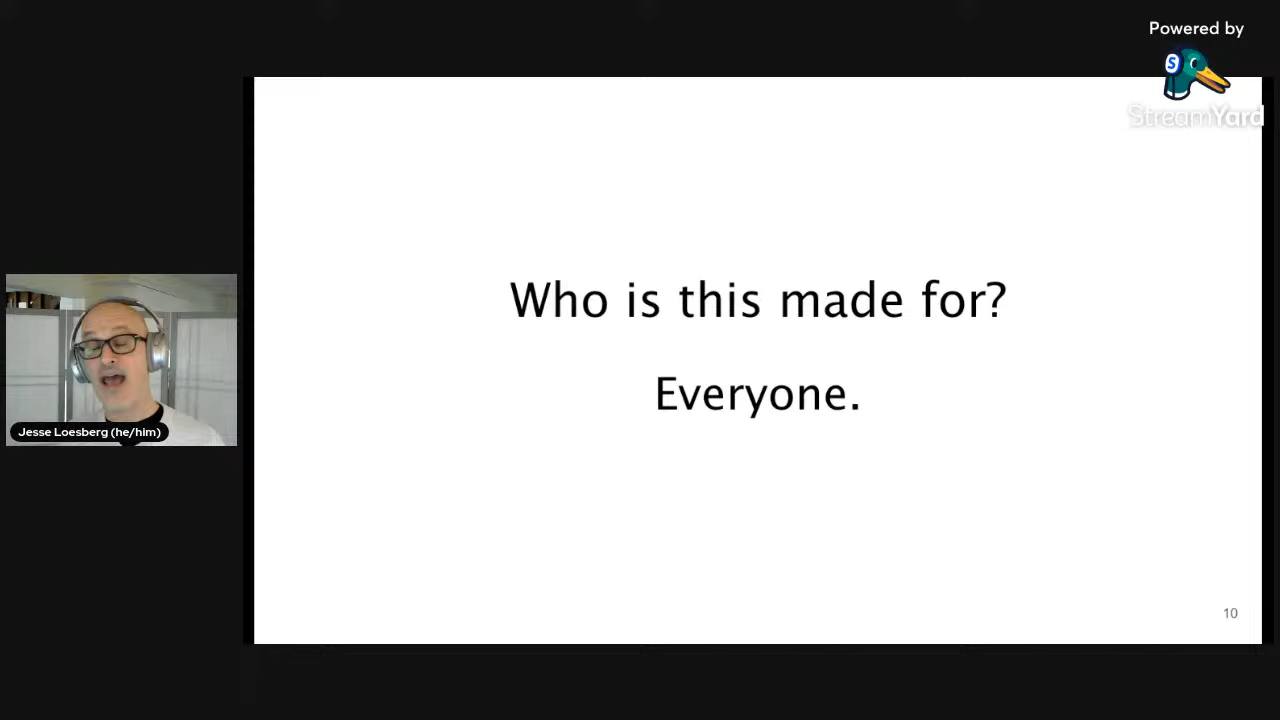 Powered by
StreamYard
Who is this made for?
Everyone.
Jesse Loesberg (he/him)
10